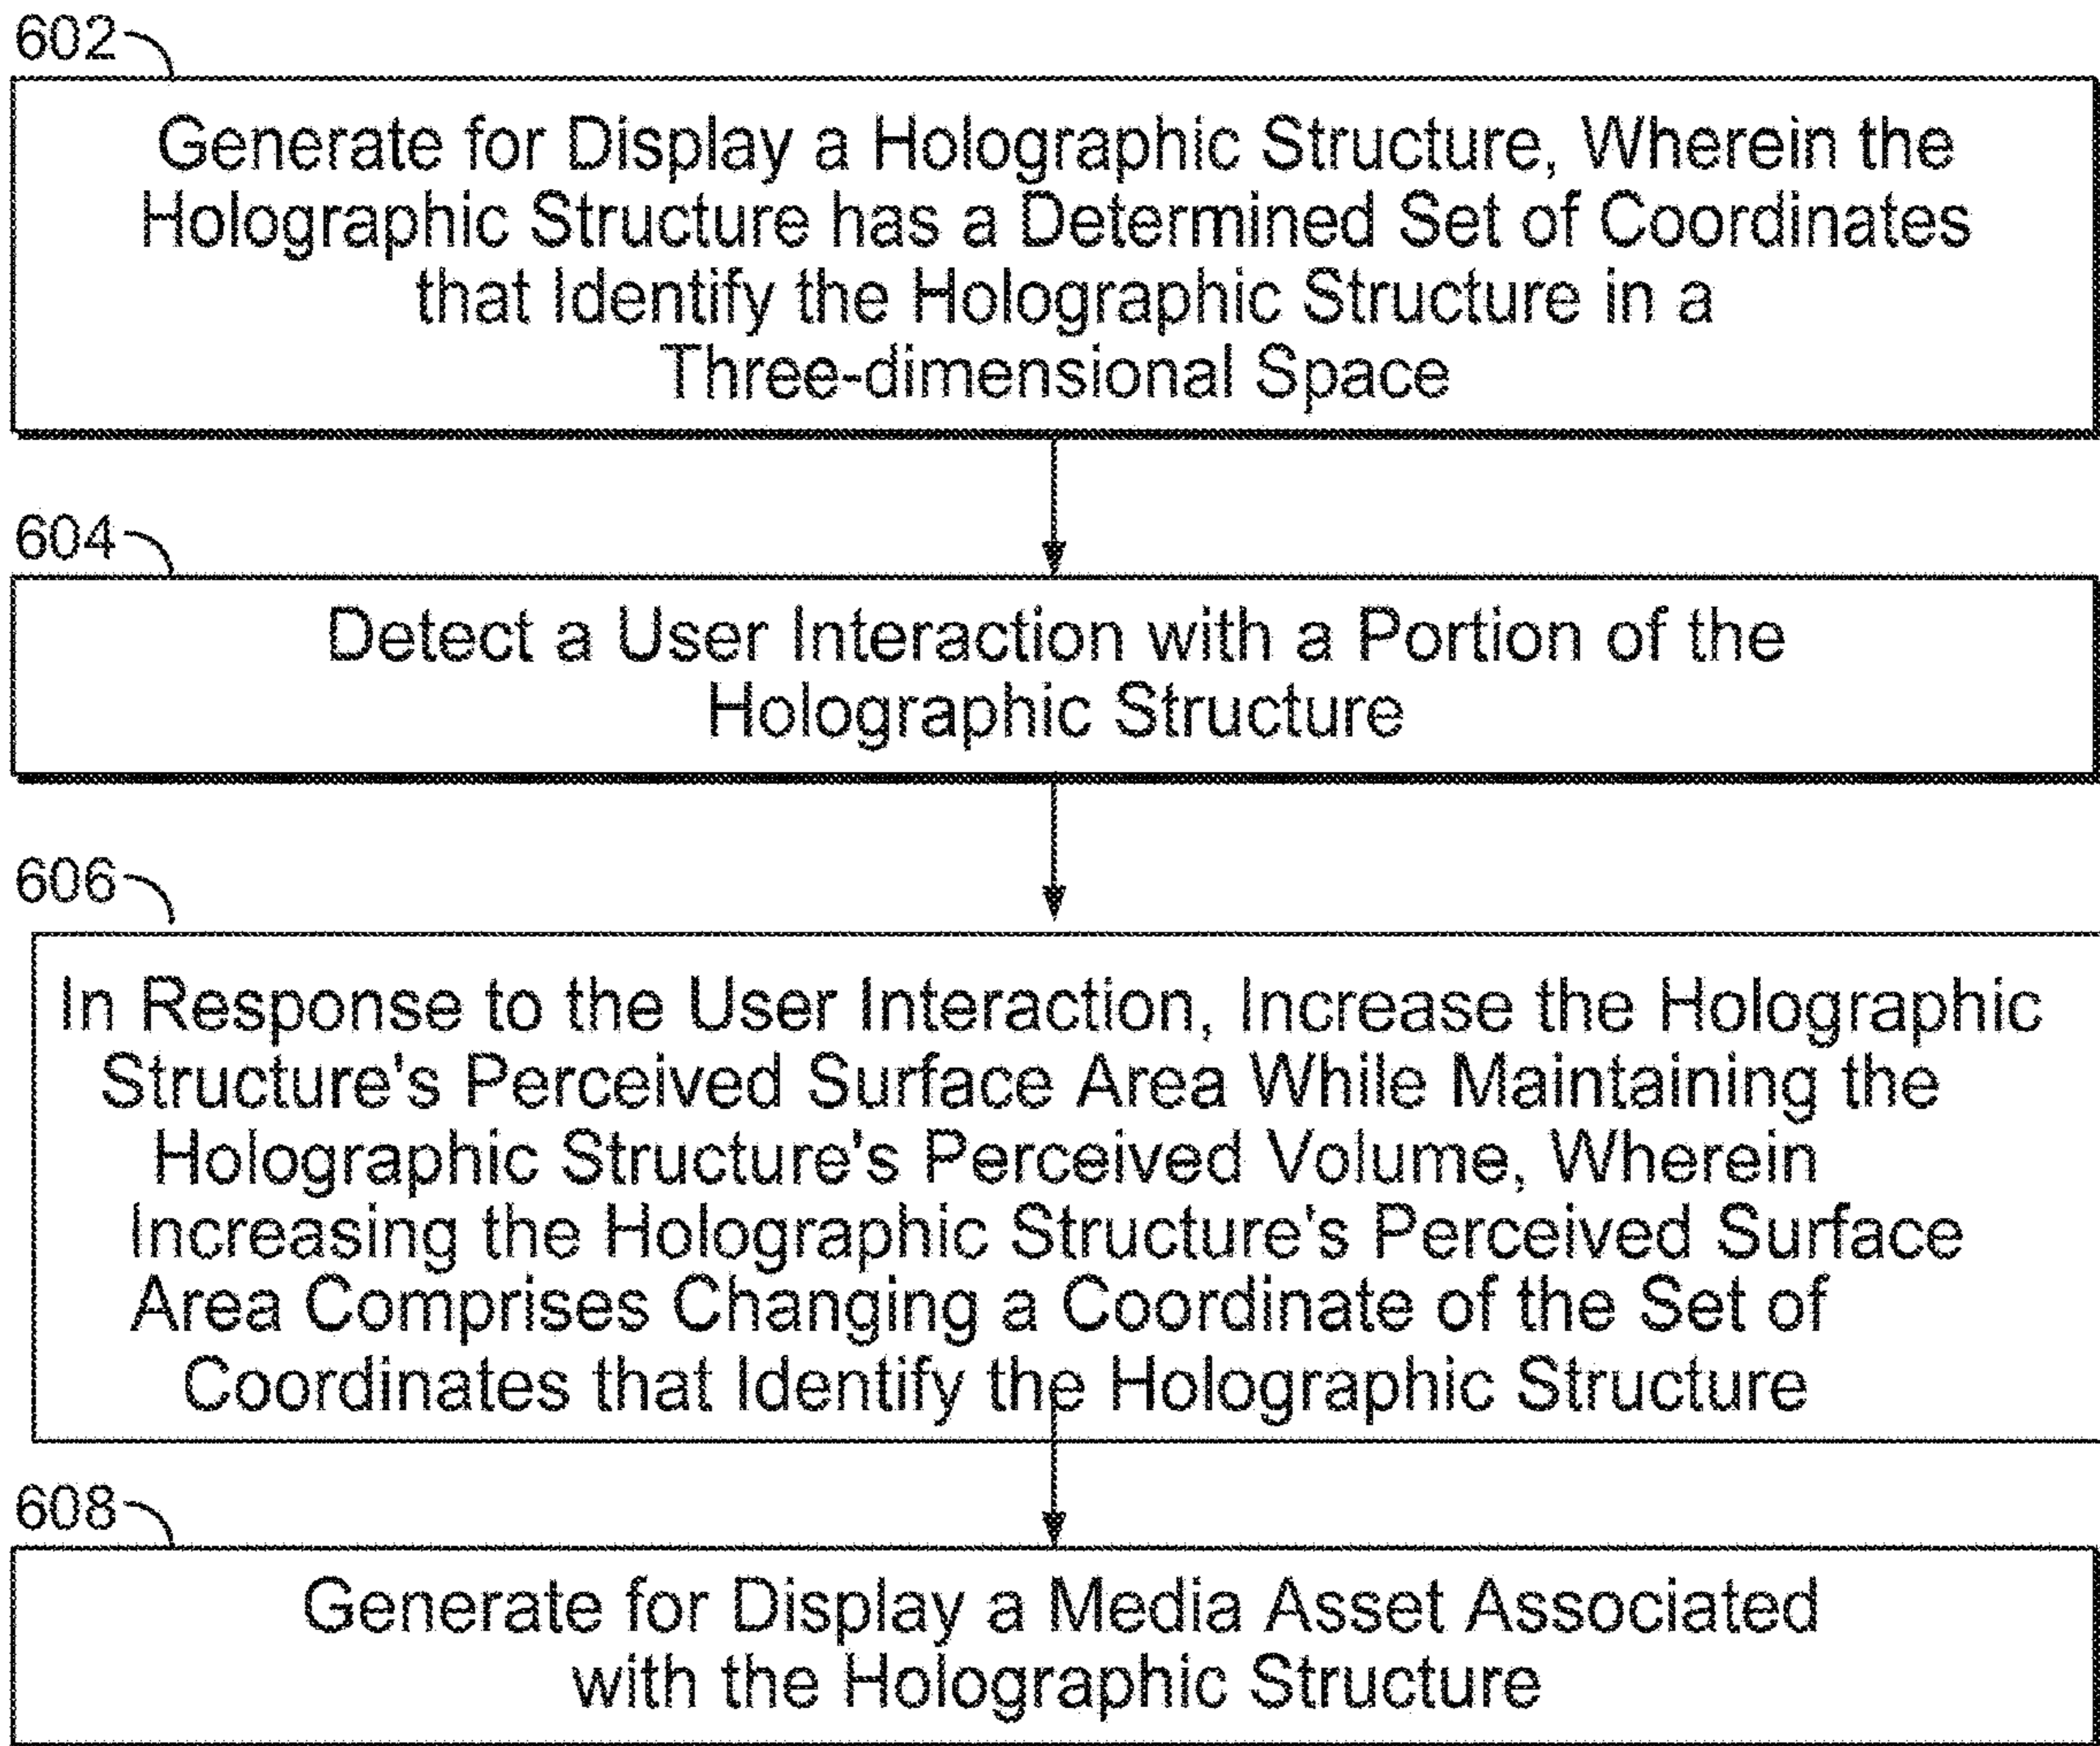 602
Generate for Display a Holographic Structure, Wherein the
Holographic Structure has a Determined Set of Coordinates
that Identify the Holographic Structure in a
Three-dimensional Space
604
Detect a User Interaction with a Portion of the
Holographic Structure
606
In Response to the User Interaction, Increase the Holographic
Structure's Perceived Surface Area While Maintaining the
Holographic Structure's Perceived Volume, Wherein
Increasing the Holographic Structure's Perceived Surface
Area Comprises Changing a Coordinate of the Set of
Coordinates that Identify the Holographic Structure
608
Generate for Display a Media Asset Associated
with the Holographic Structure